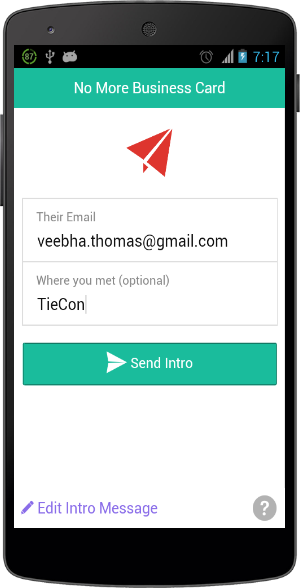 87
7:17
No More Business Card
Their Email
veebha.thomas@gmail.com
Where you met (optional)
TieCon
Send Intro
Edit Intro Message
?